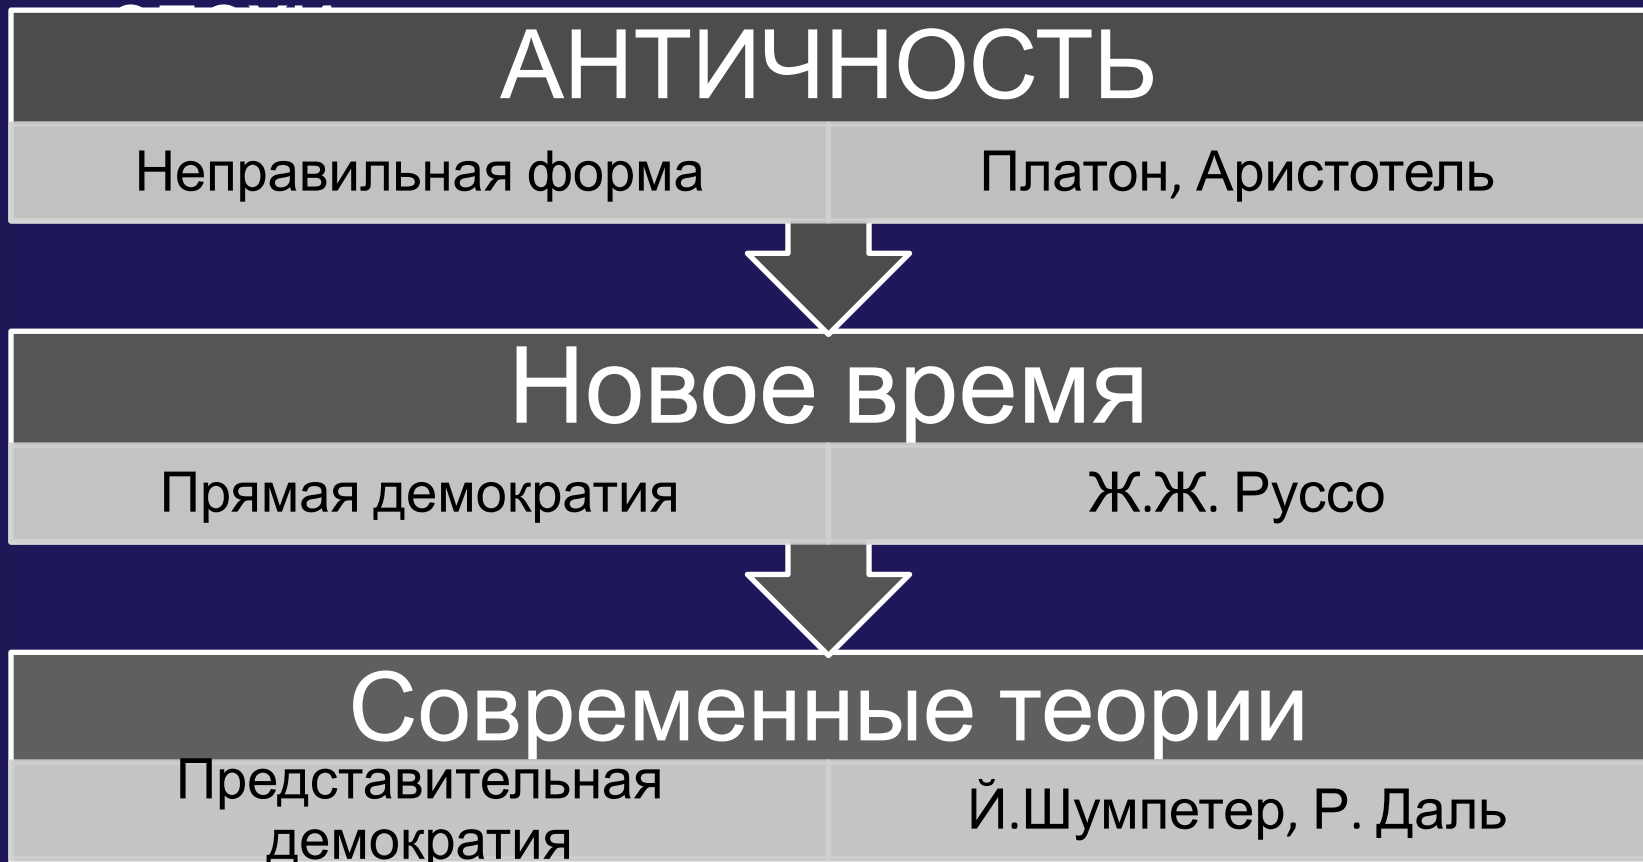 АНТИЧНОСТЬ
Неправильная форма
Платон, Аристотель
Новое время
Прямая демократия
Ж.Ж. Руссо
Современные теории
Представительная
демократия
Й.Шумпетер, Р. Даль